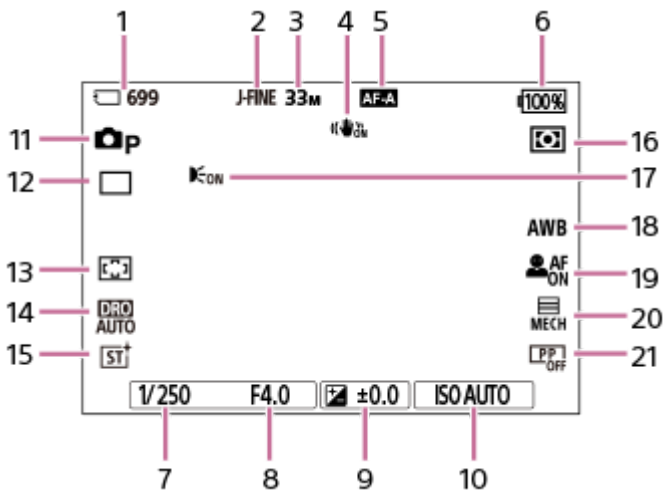 1 2 3 4 5 6
699 J-FINE 33M AF-A 100%
ON
11 P 16
12 ON 17
AWB 18
13 AF ON 19
14 DRO AUTO MECH 20
15 ST+ PP OFF 21
1/250 F4.0 ±0.0 ISO AUTO
7 8 9 10